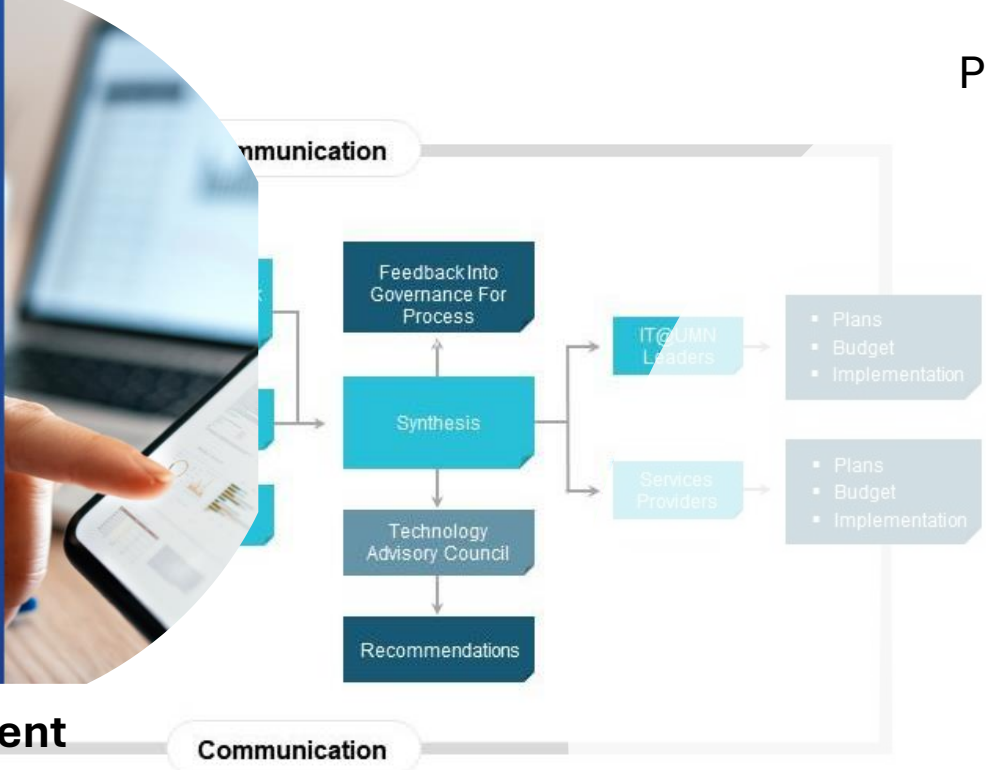 P
mmunication
Feedback Into
Governance For
Process
IT@UMN
Leaders
▪ Plans
▪ Budget
▪ Implementation
Synthesis
Services
Providers
▪ Plans
▪ Budget
▪ Implementation
Technology
Advisory Council
Recommendations
ent
Communication